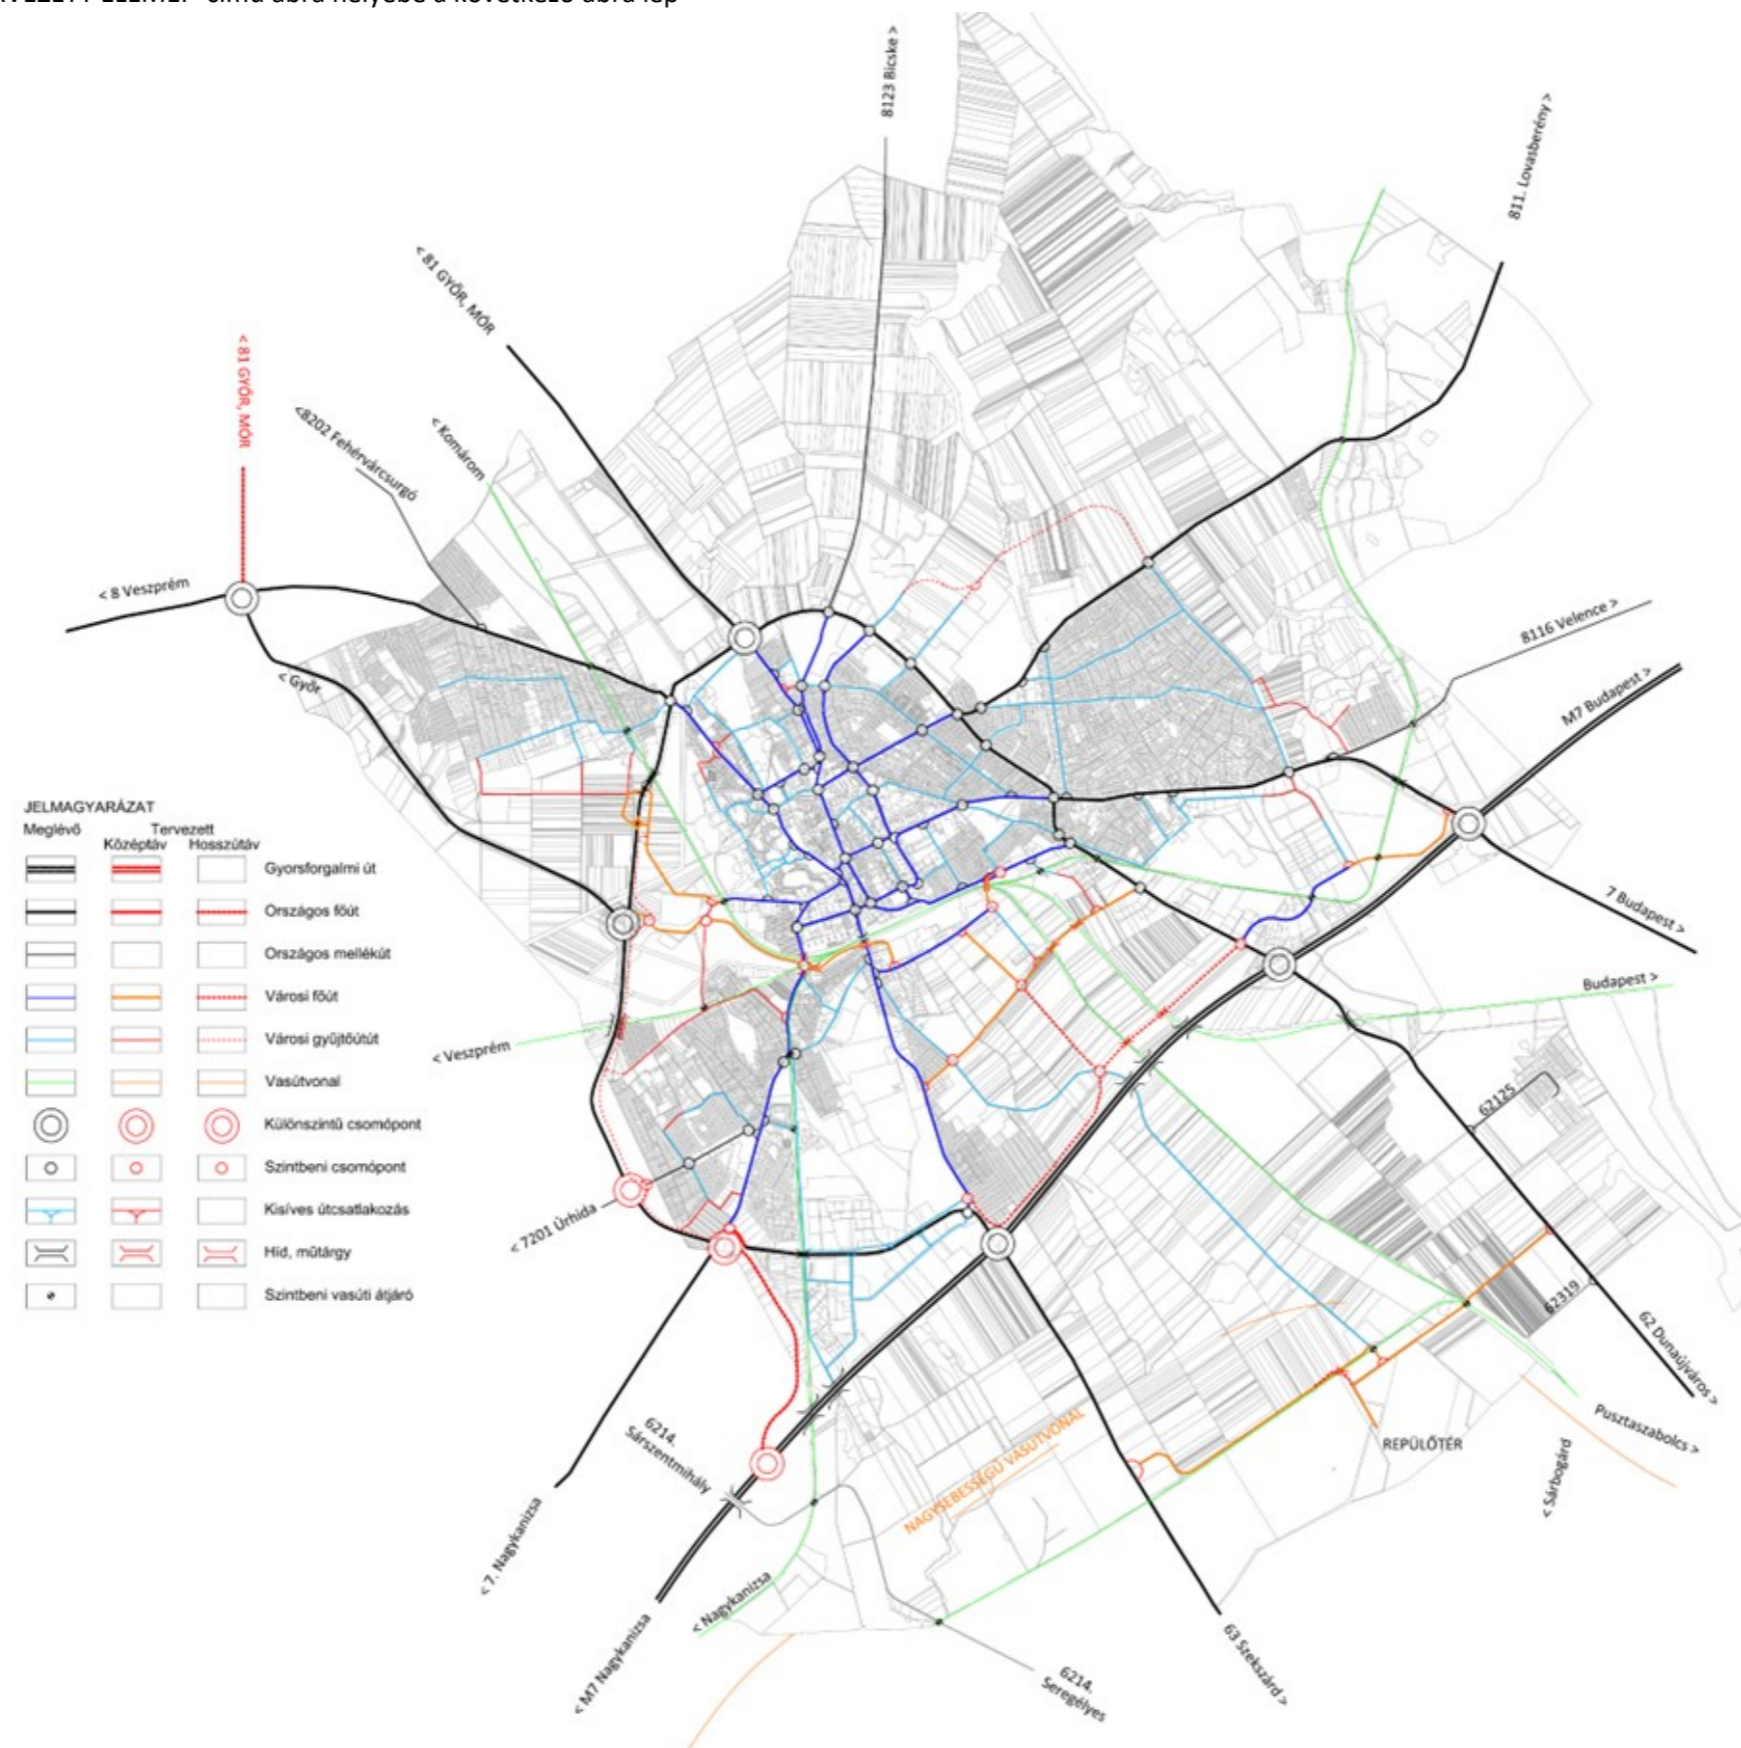 8123 Bicske >
811. Lovasberény >
< 81 GYŐR, MÓR
< 81 GYŐR, MÓR
<8202 Fehérvárcsurgó
< Komárom
< 8 Veszprém
8116 Velence >
< Győr
M7 Budapest >
7 Budapest >
Budapest >
< Veszprém
JELMAGYARÁZAT
Meglévő Tervezett
Középtáv Hosszútáv
Gyorsforgalmi út
Országos főút
Országos mellékút
Városi főút
Városi gyűjtőútút
Vasútvonal
Különszintű csomópont
Szintbeni csomópont
Kisíves útcsatlakozás
Híd, műtárgy
Szintbeni vasúti átjáró
62125
< 7201 Úrhida
62319
62 Dunaújváros >
Pusztaszabolcs >
REPÜLŐTÉR
< Sárbogárd
NAGYSEBESSÉGŰ VASÚTVONAL
6214.
Sárszentmihály
< 7. Nagykanizsa
< Nagykanizsa
< M7 Nagykanizsa
63 Szekszárd >
6214.
Seregélyes